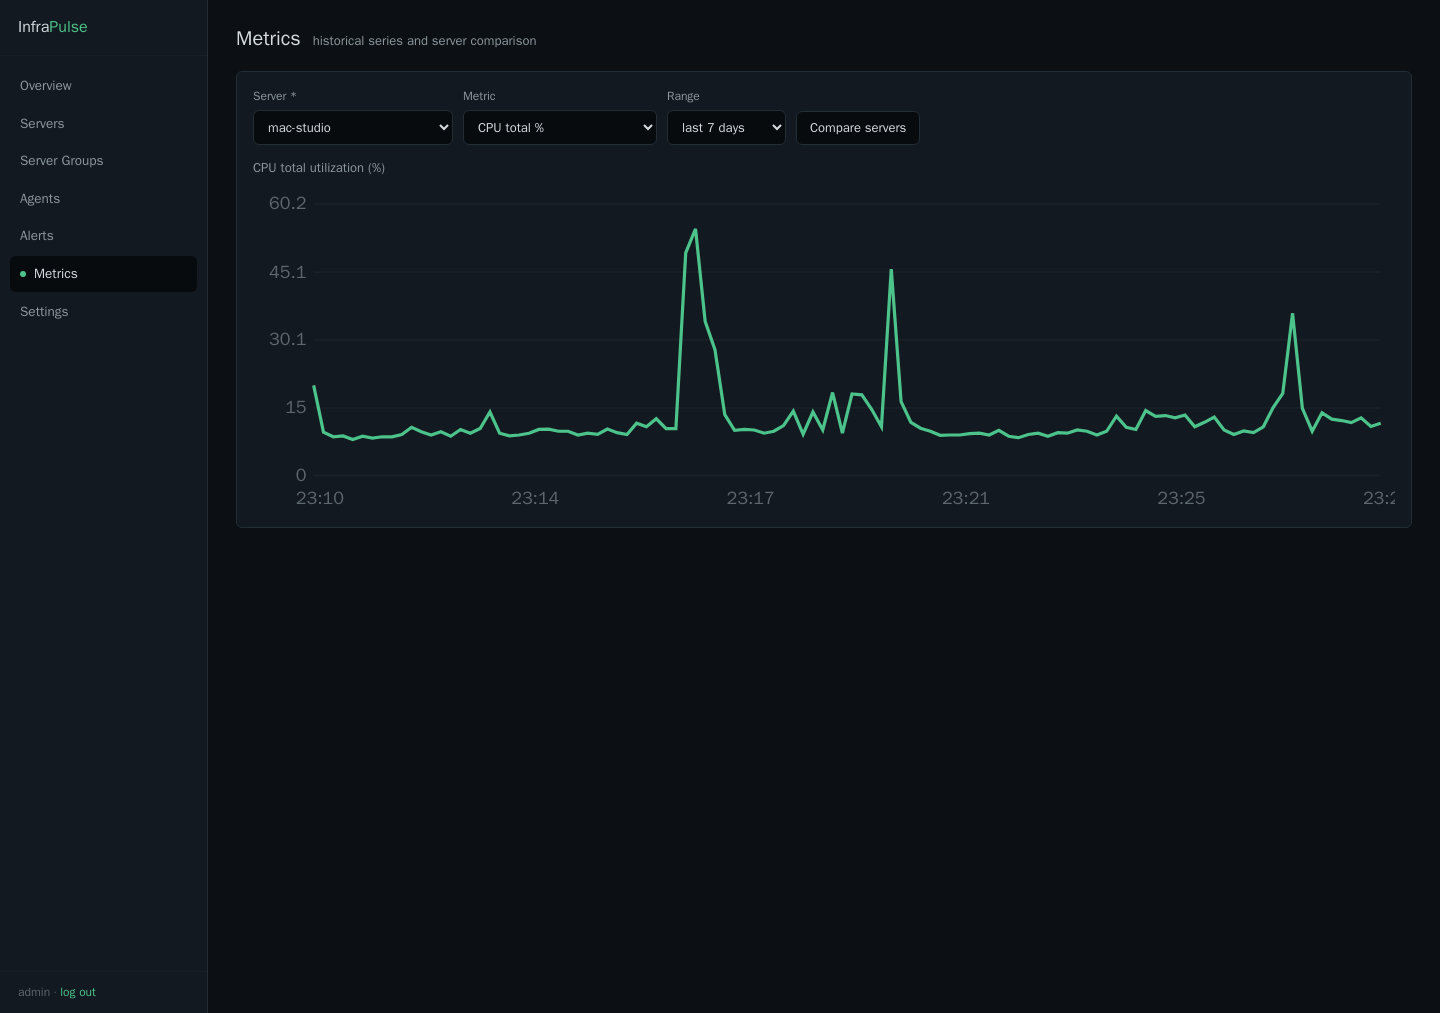 InfraPulse
Overview
Servers
Server Groups
Agents
Alerts
Metrics
Settings
admin · log out
Metrics historical series and server comparison
Server * Metric Range
mac-studio CPU total % last 7 days Compare servers
CPU total utilization (%)
60.2
45.1
30.1
15
0
23:10 23:14 23:17 23:21 23:25